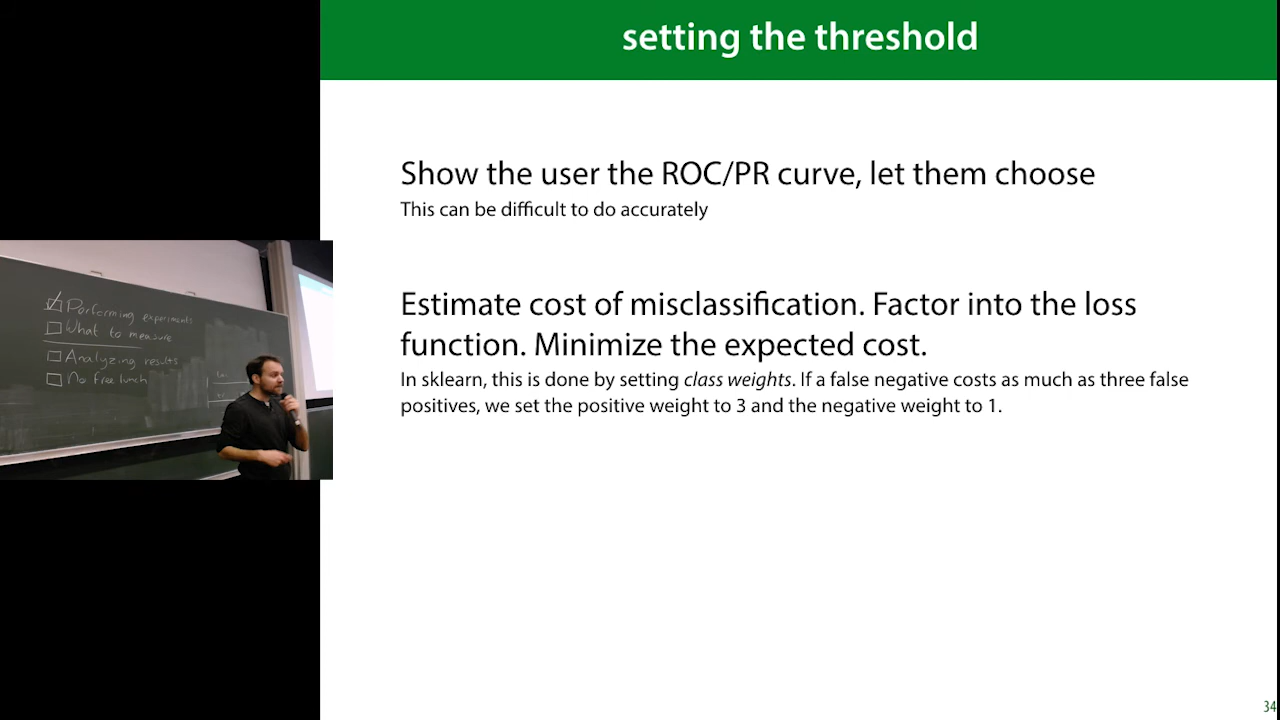 setting the threshold
Show the user the ROC/PR curve, let them choose
This can be difficult to do accurately
Estimate cost of misclassification. Factor into the loss
function. Minimize the expected cost.
In sklearn, this is done by setting class weights. If a false negative costs as much as three false
positives, we set the positive weight to 3 and the negative weight to 1.
Performing experiments
What to measure
Analyzing results
No free lunch
34